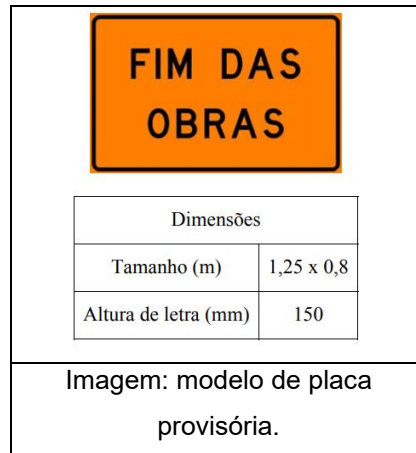 FIM DAS
OBRAS
Dimensões
Tamanho (m) 1,25 x 0,8
Altura de letra (mm) 150
Imagem: modelo de placa
provisória.